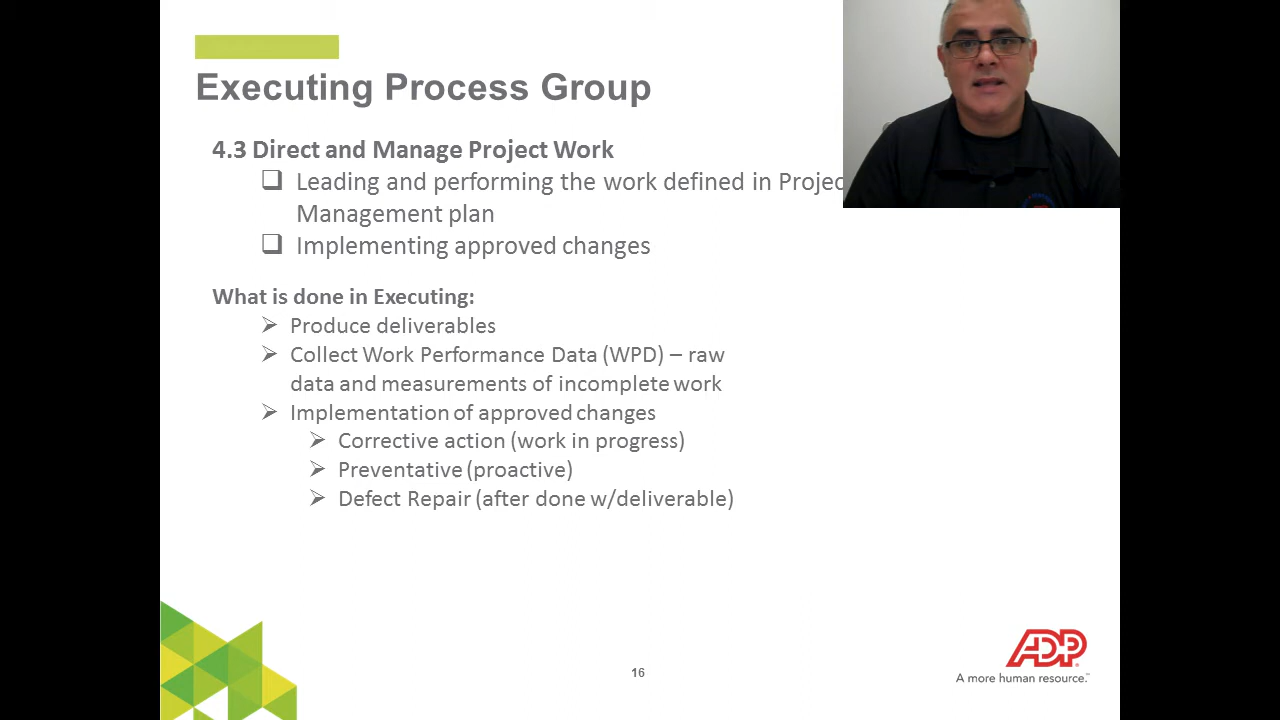 Executing Process Group
4.3 Direct and Manage Project Work
❑ Leading and performing the work defined in Projec
Management plan
❑ Implementing approved changes
What is done in Executing:
➢ Produce deliverables
➢ Collect Work Performance Data (WPD) – raw
data and measurements of incomplete work
➢ Implementation of approved changes
➢ Corrective action (work in progress)
➢ Preventative (proactive)
➢ Defect Repair (after done w/deliverable)
ADP
16
A more human resource.™